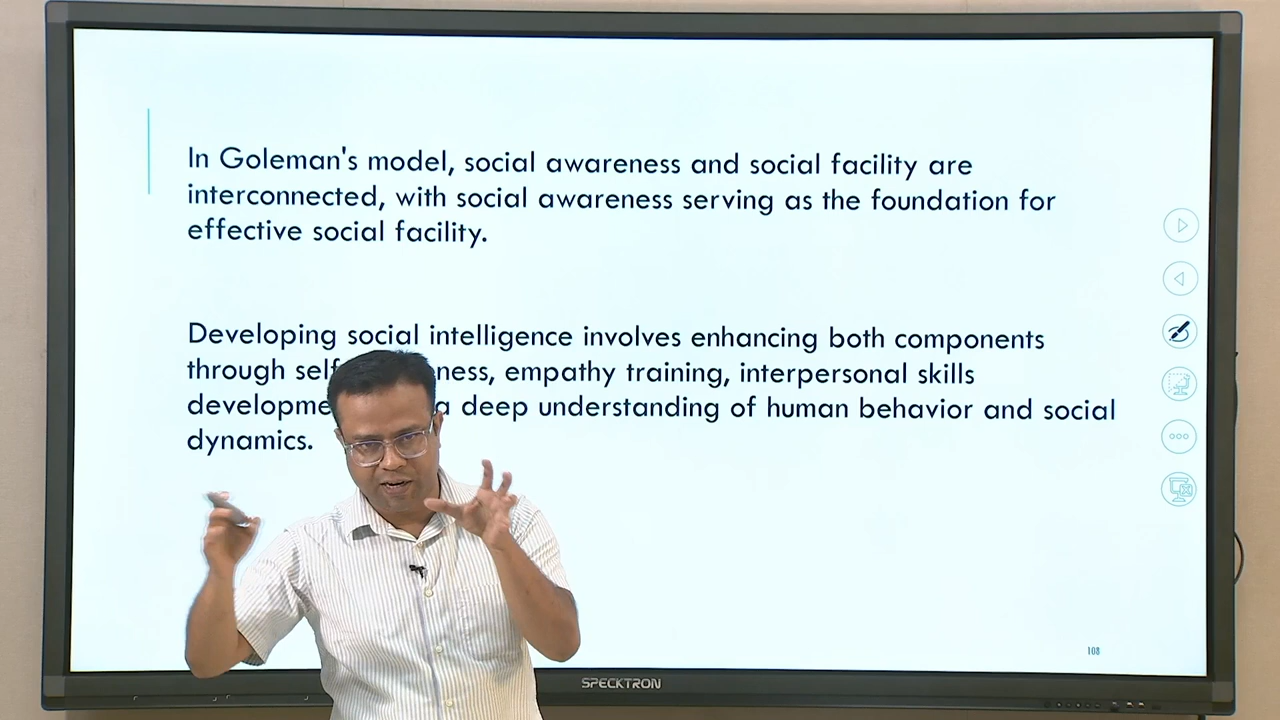 In Goleman's model, social awareness and social facility are
interconnected, with social awareness serving as the foundation for
effective social facility.
Developing social intelligence involves enhancing both components
through self ness, empathy training, interpersonal skills
developme a deep understanding of human behavior and social
dynamics.
108
SPECKTRON